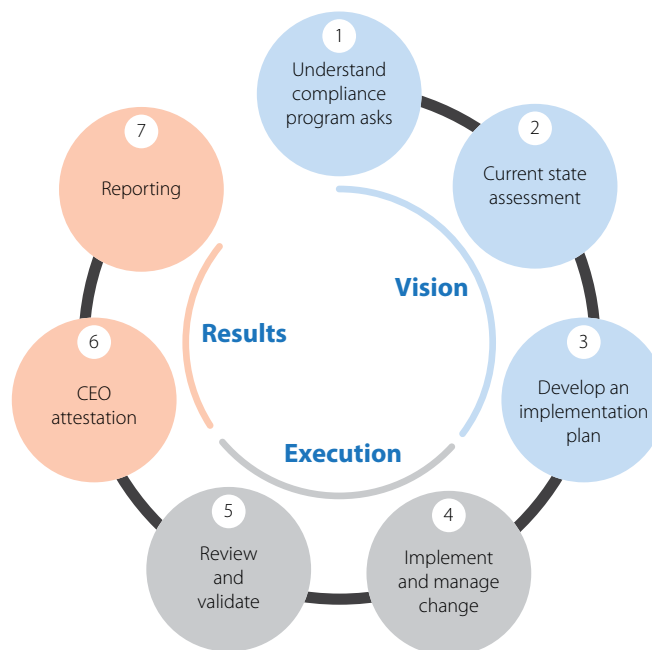 1
Understand
compliance
program asks
2
Current state
assessment
3
Develop an
implementation
plan
4
Implement
and manage
change
5
Review
and
validate
6
CEO
attestation
7
Reporting
Vision
Execution
Results